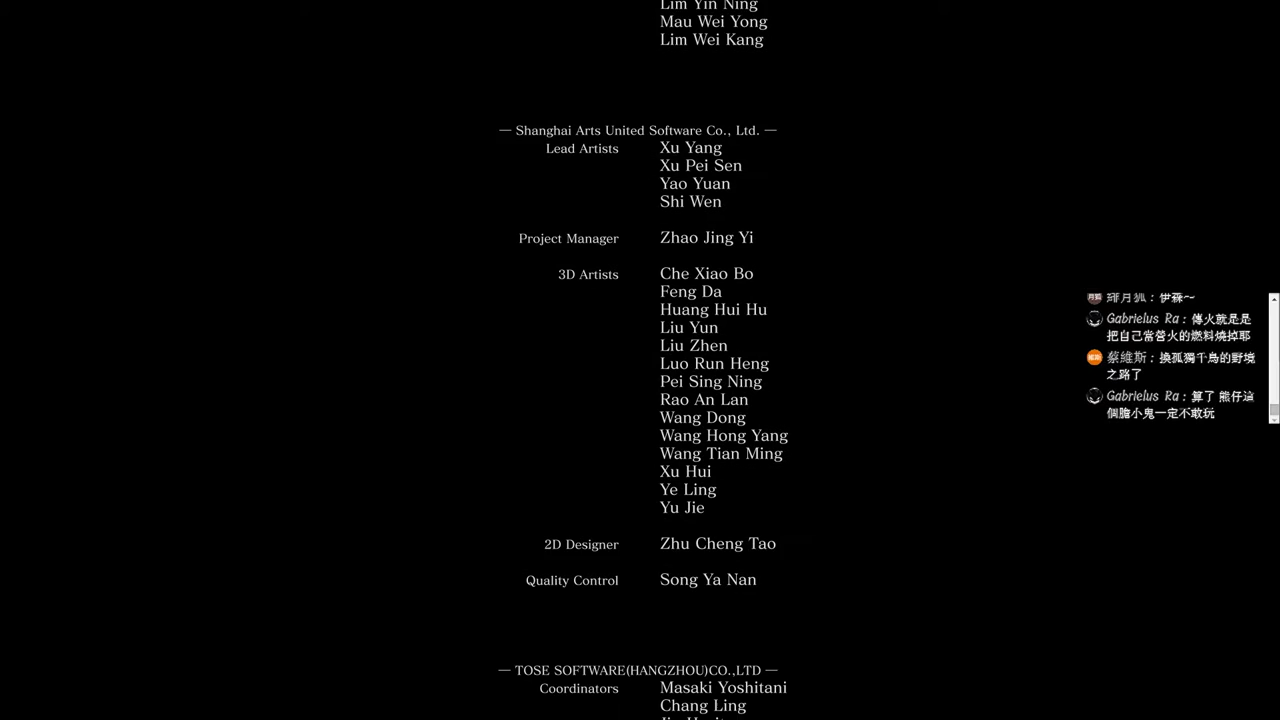 Lim Yin Ning
Mau Wei Yong
Lim Wei Kang
— Shanghai Arts United Software Co., Ltd. —
Lead Artists Xu Yang
Xu Pei Sen
Yao Yuan
Shi Wen
Project Manager Zhao Jing Yi
3D Artists Che Xiao Bo
Feng Da
Huang Hui Hu
Liu Yun
Liu Zhen
Luo Run Heng
Pei Sing Ning
Rao An Lan
Wang Dong
Wang Hong Yang
Wang Tian Ming
Xu Hui
Ye Ling
Yu Jie
2D Designer Zhu Cheng Tao
Quality Control Song Ya Nan
— TOSE SOFTWARE(HANGZHOU)CO.,LTD —
Coordinators Masaki Yoshitani
Chang Ling
緋月狐 : 伊森～
Gabrielus Ra : 傳火就是是
把自己當營火的燃料燒掉耶
蔡維斯 : 換孤獨千鳥的野境
之路了
Gabrielus Ra : 算了 熊仔這
個膽小鬼一定不敢玩